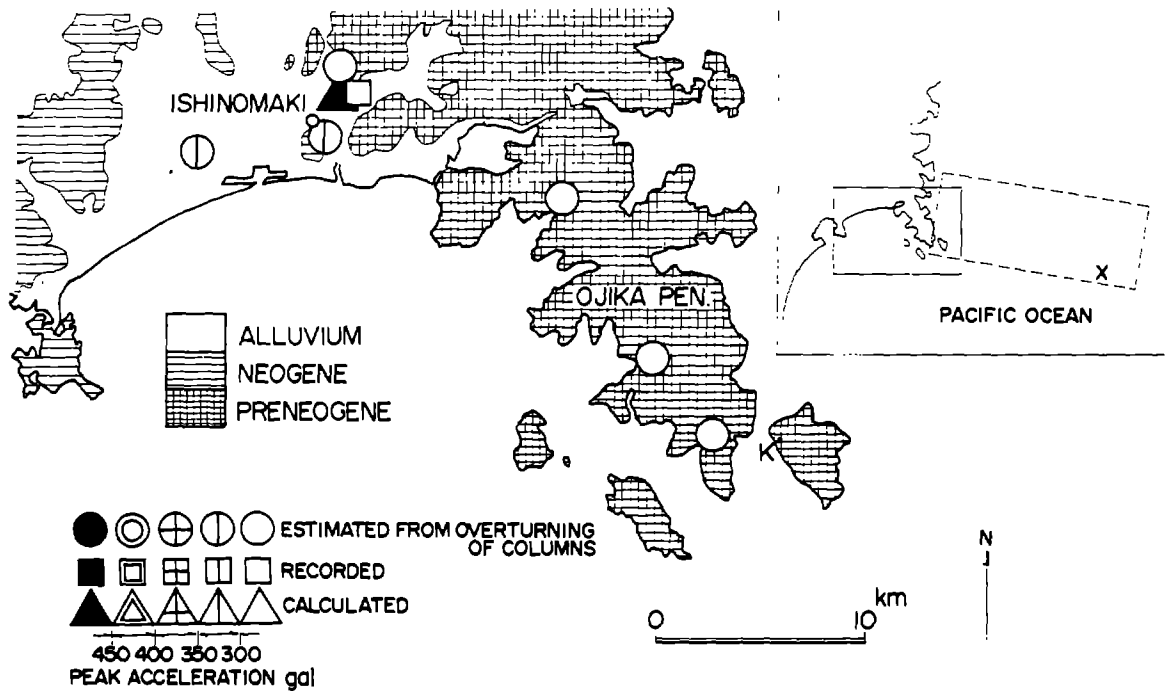 ISHINOMAKI
OJIKA PEN.
X
PACIFIC OCEAN
ALLUVIUM
NEOGENE
PRENEOGENE
K
ESTIMATED FROM OVERTURNING
OF COLUMNS
RECORDED
CALCULATED
450 400 350 300
PEAK ACCELERATION gal
0 10 km
N